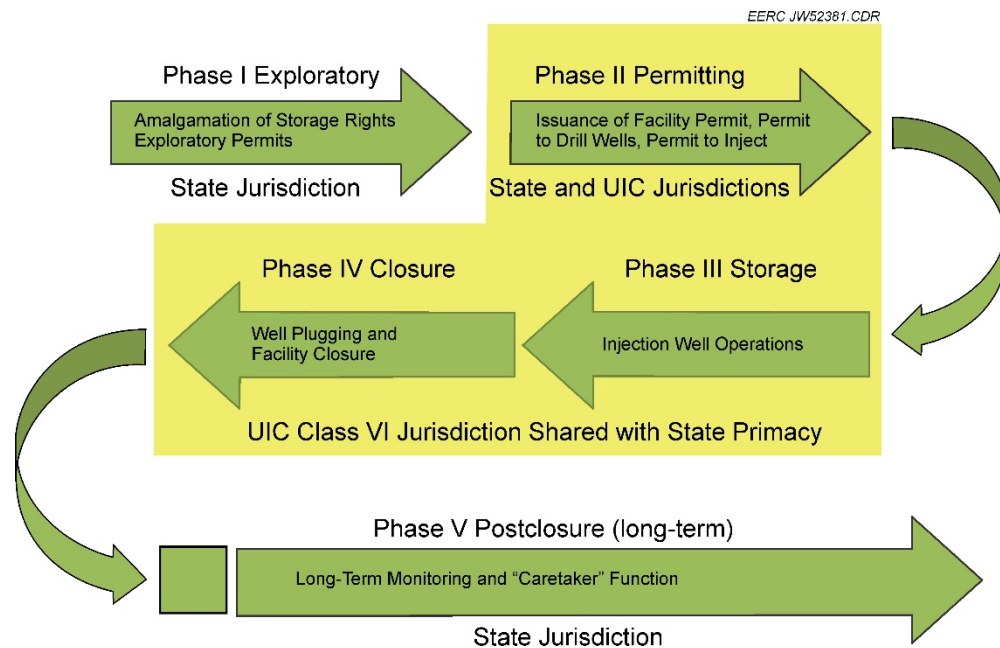 EERC JW52381.CDR
Phase I Exploratory
Amalgamation of Storage Rights
Exploratory Permits
State Jurisdiction
Phase II Permitting
Issuance of Facility Permit, Permit
to Drill Wells, Permit to Inject
State and UIC Jurisdictions
Phase III Storage
Injection Well Operations
Phase IV Closure
Well Plugging and
Facility Closure
UIC Class VI Jurisdiction Shared with State Primacy
Phase V Postclosure (long-term)
Long-Term Monitoring and “Caretaker” Function
State Jurisdiction